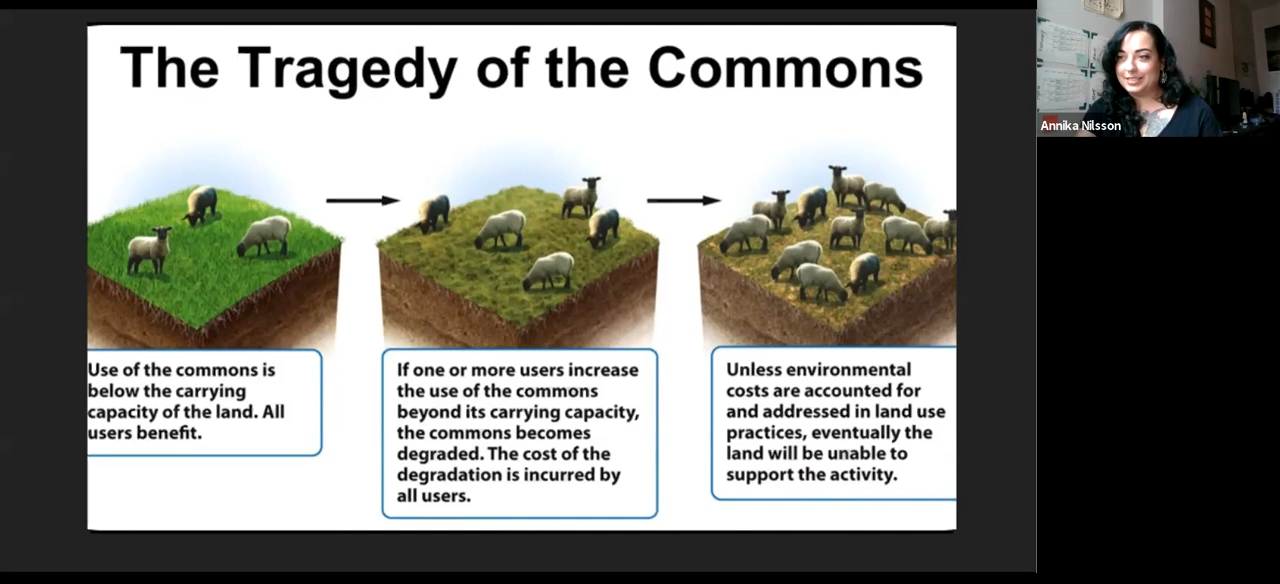 The Tragedy of the Commons
Use of the commons is
below the carrying
capacity of the land. All
users benefit.
If one or more users increase
the use of the commons
beyond its carrying capacity,
the commons becomes
degraded. The cost of the
degradation is incurred by
all users.
Unless environmental
costs are accounted for
and addressed in land use
practices, eventually the
land will be unable to
support the activity.
Annika Nilsson